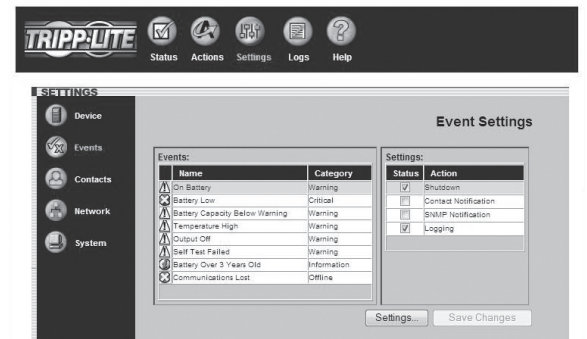 TRIPP·LITE
Status Actions Settings Logs Help
SETTINGS
Device
Events
Contacts
Network
System
Event Settings
Events:
Name Category
On Battery Warning
Battery Low Critical
Battery Capacity Below Warning Warning
Temperature High Warning
Output Off Warning
Self Test Failed Warning
Battery Over 3 Years Old Information
Communications Lost Offline
Settings:
Status Action
Shutdown
Contact Notification
SNMP Notification
Logging
Settings... Save Changes